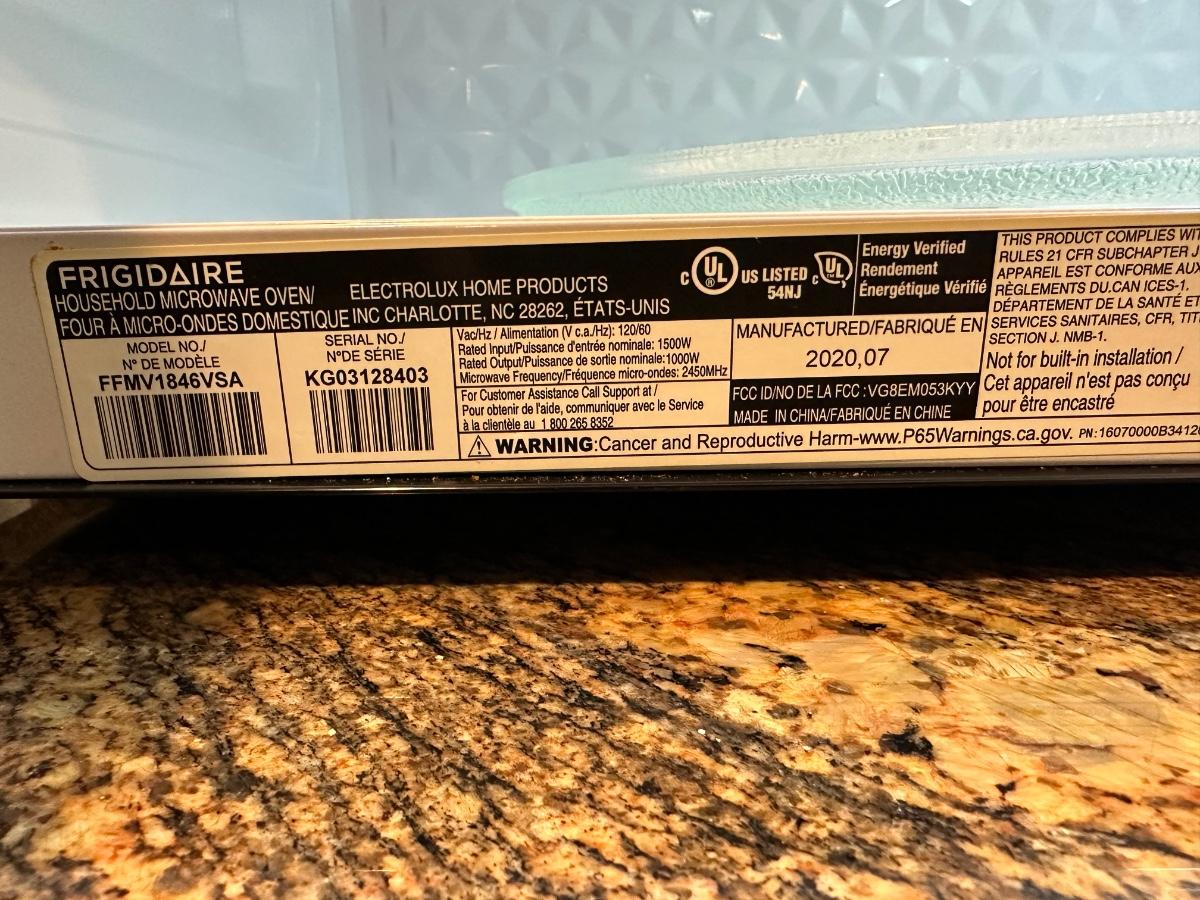 FRIGIDAIRE
HOUSEHOLD MICROWAVE OVEN/
FOUR À MICRO-ONDES DOMESTIQUE
ELECTROLUX HOME PRODUCTS
INC CHARLOTTE, NC 28262, ÉTATS-UNIS
C UL US LISTED
54NJ
C UL
Energy Verified
Rendement
Énergétique Vérifié
THIS PRODUCT COMPLIES WIT
RULES 21 CFR SUBCHAPTER J
APPAREIL EST CONFORME AUX
RÈGLEMENTS DU.CAN ICES-1.
DÉPARTEMENT DE LA SANTÉ ET
SERVICES SANITAIRES, CFR, TIT
SECTION J. NMB-1.
Not for built-in installation /
Cet appareil n'est pas conçu
pour être encastré
MODEL NO./
N° DE MODÈLE
FFMV1846VSA
SERIAL NO./
N°DE SÉRIE
KG03128403
Vac/Hz / Alimentation (V c.a./Hz): 120/60
Rated Input/Puissance d'entrée nominale: 1500W
Rated Output/Puissance de sortie nominale:1000W
Microwave Frequency/Fréquence micro-ondes: 2450MHz
For Customer Assistance Call Support at /
Pour obtenir de l'aide, communiquer avec le Service
à la clientèle au 1 800 265 8352
MANUFACTURED/FABRIQUÉ EN
2020,07
FCC ID/NO DE LA FCC :VG8EM053KYY
MADE IN CHINA/FABRIQUÉ EN CHINE
WARNING:Cancer and Reproductive Harm-www.P65Warnings.ca.gov. PN:16070000B34120